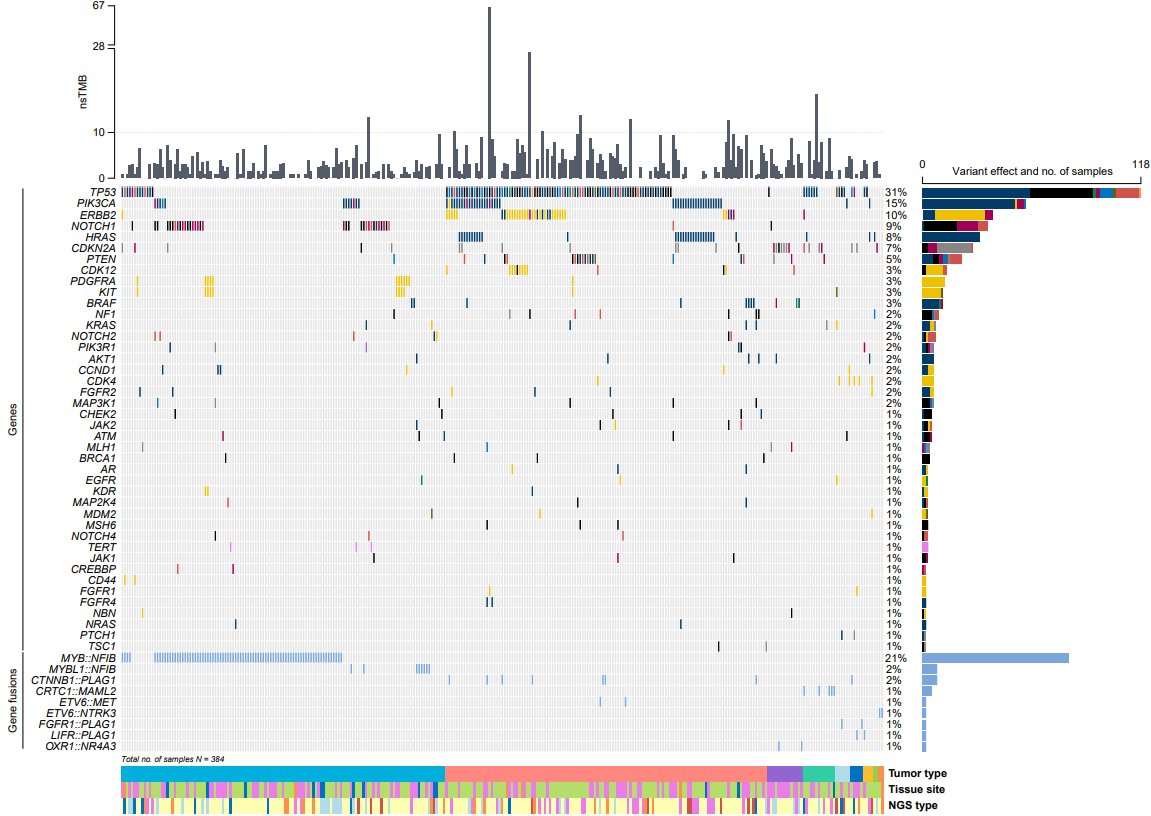 67
28
nsTMB
10
0
0 118
Variant effect and no. of samples
Genes
TP53 31%
PIK3CA 15%
ERBB2 10%
NOTCH1 9%
HRAS 8%
CDKN2A 7%
PTEN 5%
CDK12 3%
PDGFRA 3%
KIT 3%
BRAF 3%
NF1 2%
KRAS 2%
NOTCH2 2%
PIK3R1 2%
AKT1 2%
CCND1 2%
CDK4 2%
FGFR2 2%
MAP3K1 2%
CHEK2 1%
JAK2 1%
ATM 1%
MLH1 1%
BRCA1 1%
AR 1%
EGFR 1%
KDR 1%
MAP2K4 1%
MDM2 1%
MSH6 1%
NOTCH4 1%
TERT 1%
JAK1 1%
CREBBP 1%
CD44 1%
FGFR1 1%
FGFR4 1%
NBN 1%
NRAS 1%
PTCH1 1%
TSC1 1%
Gene fusions
MYB::NFIB 21%
MYBL1::NFIB 2%
CTNNB1::PLAG1 2%
CRTC1::MAML2 1%
ETV6::MET 1%
ETV6::NTRK3 1%
FGFR1::PLAG1 1%
LIFR::PLAG1 1%
OXR1::NR4A3 1%
Total no. of samples N = 384
Tumor type
Tissue site
NGS type